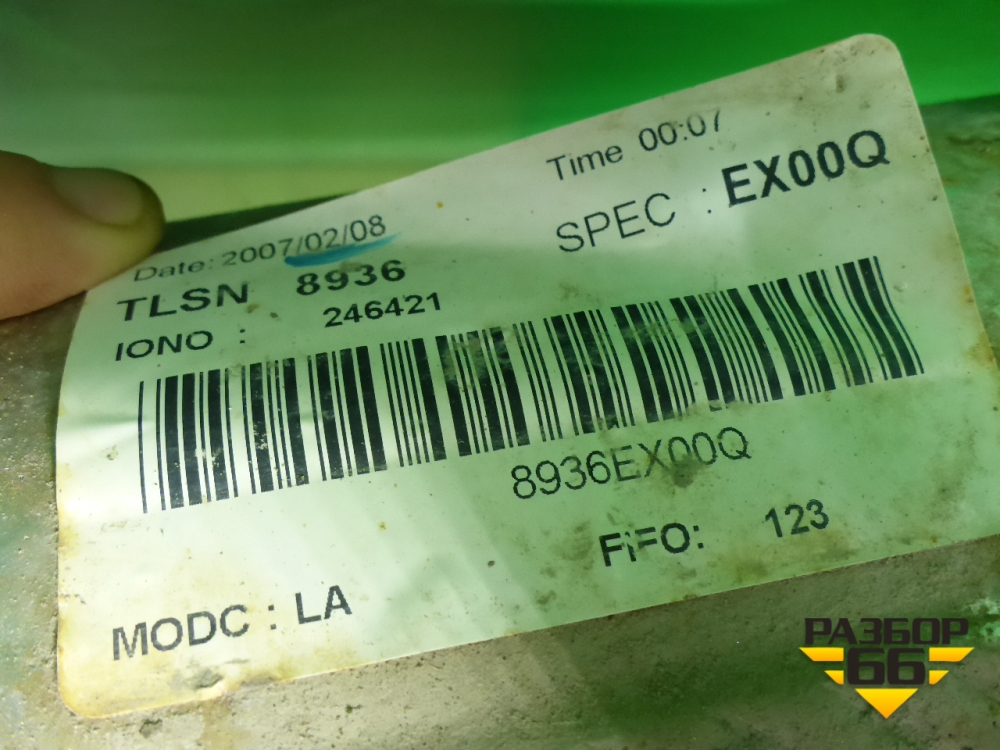 Time 00:07
Date: 2007/02/08
SPEC : EX00Q
TLSN 8936
IONO : 246421
8936EX00Q
FiFO: 123
MODC : LA
РАЗБОР
66